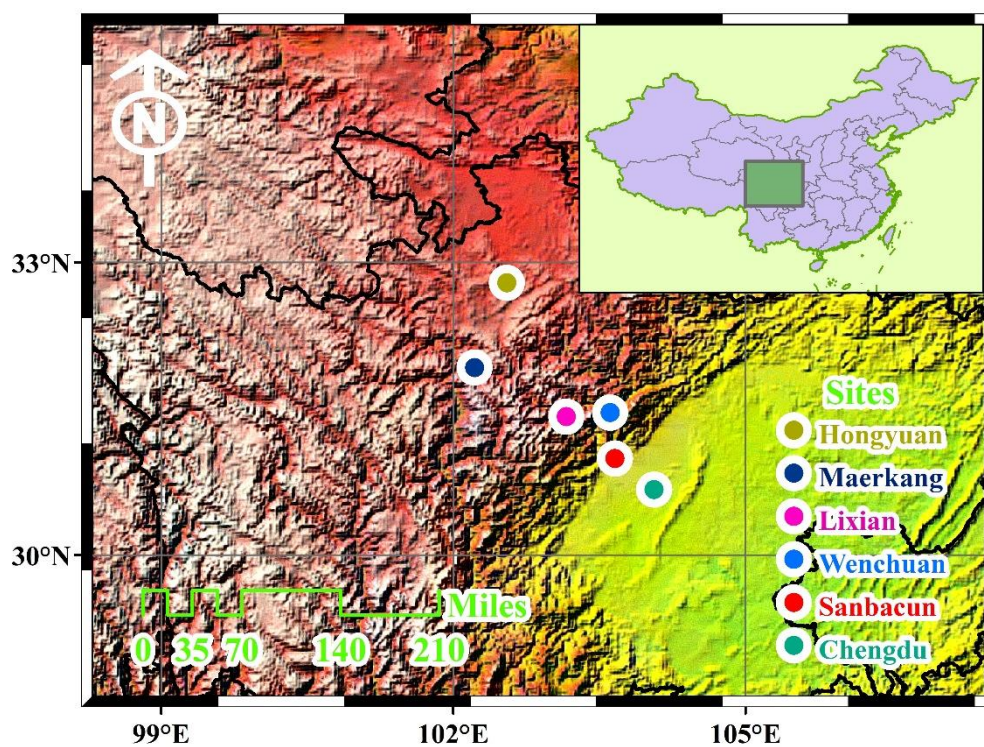 N
33°N
30°N
Sites
Hongyuan
Maerkang
Lixian
Wenchuan
Sanbacun
Chengdu
Miles
0 35 70 140 210
99°E 102°E 105°E